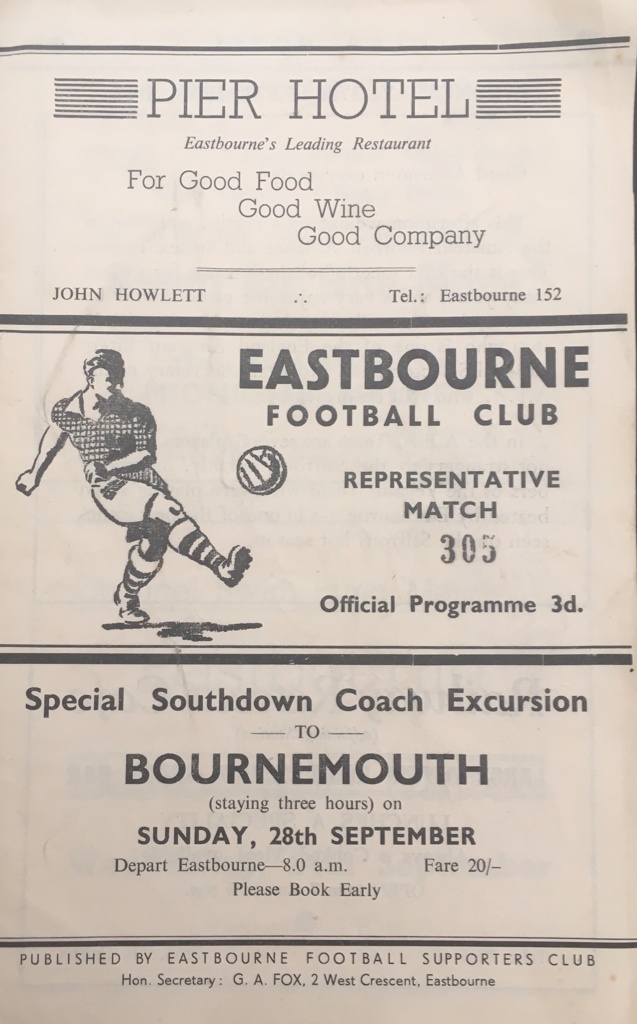 PIER HOTEL
Eastbourne's Leading Restaurant
For Good Food
Good Wine
Good Company
JOHN HOWLETT ∴ Tel.: Eastbourne 152
EASTBOURNE
FOOTBALL CLUB
REPRESENTATIVE
MATCH
305
Official Programme 3d.
Special Southdown Coach Excursion
TO
BOURNEMOUTH
(staying three hours) on
SUNDAY, 28th SEPTEMBER
Depart Eastbourne—8.0 a.m. Fare 20/–
Please Book Early
PUBLISHED BY EASTBOURNE FOOTBALL SUPPORTERS CLUB
Hon. Secretary: G. A. FOX, 2 West Crescent, Eastbourne